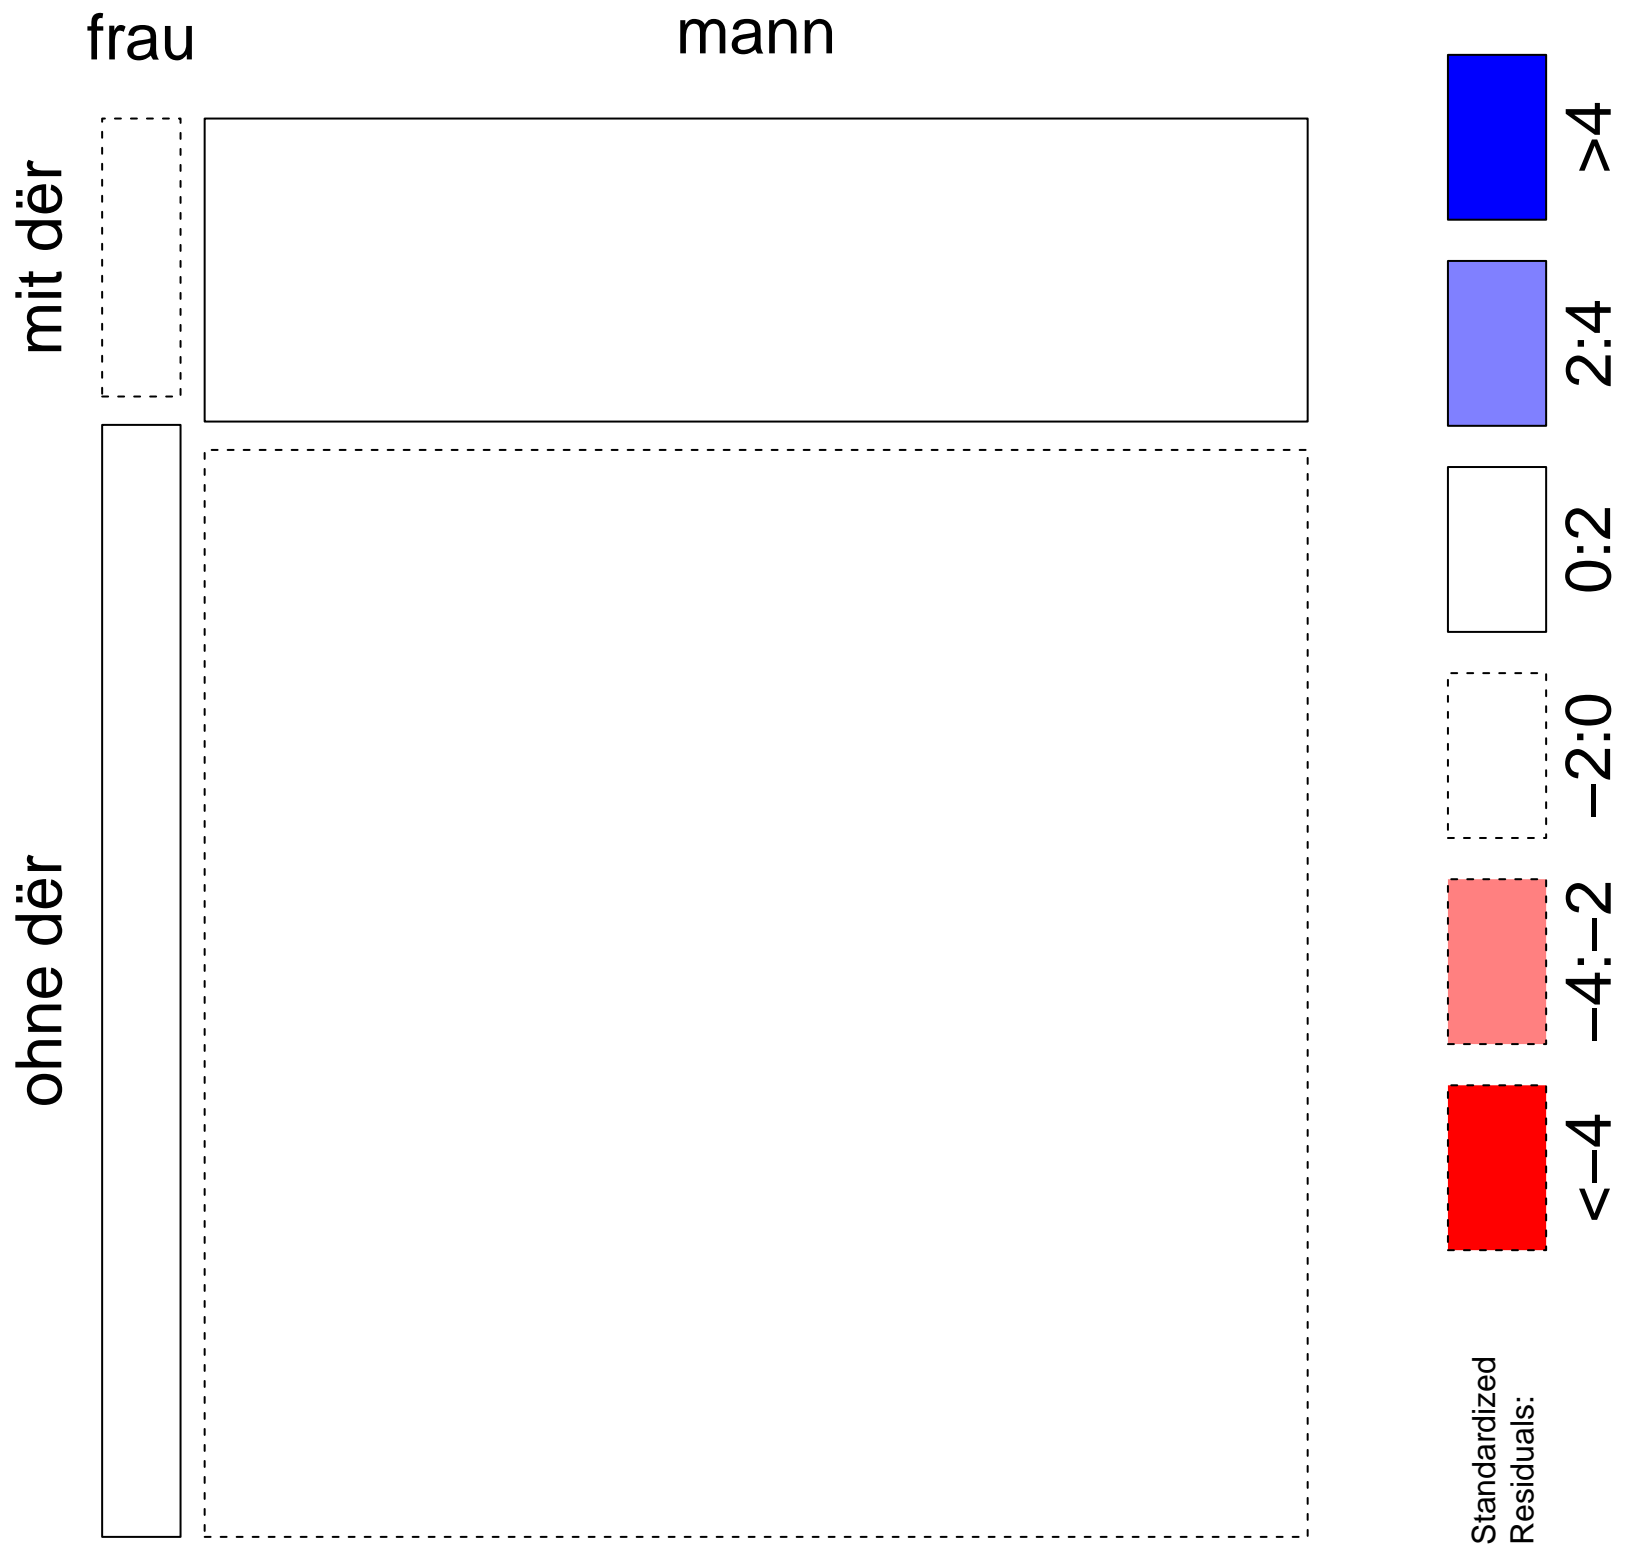 frau
mann
mit dër
ohne dër
>4
2:4
0:2
−2:0
−4:−2
<−4
Standardized
Residuals: